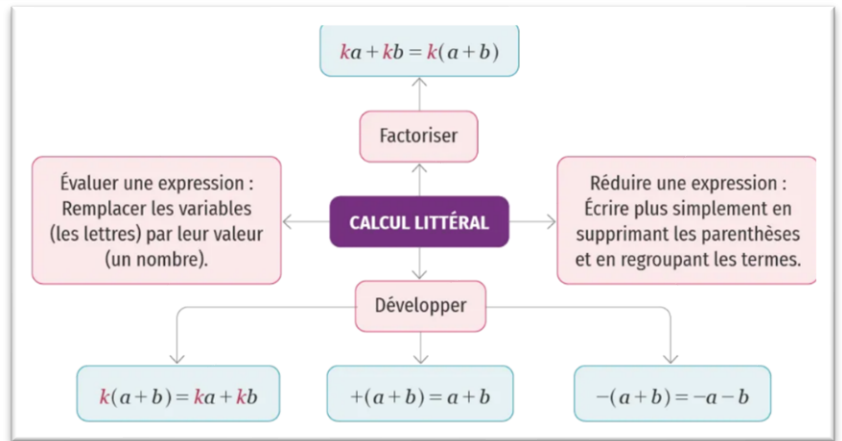 ka + kb = k(a + b)
Factoriser
Évaluer une expression :
Remplacer les variables
(les lettres) par leur valeur
(un nombre).
CALCUL LITTÉRAL
Réduire une expression :
Écrire plus simplement en
supprimant les parenthèses
et en regroupant les termes.
Développer
k(a + b) = ka + kb
+(a + b) = a + b
−(a + b) = −a − b